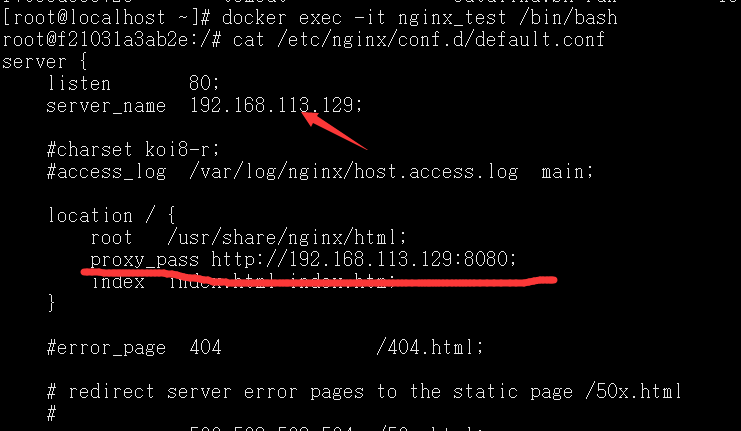 [root@localhost ~]# docker exec -it nginx_test /bin/bash
root@f21031a3ab2e:/# cat /etc/nginx/conf.d/default.conf
server {
listen 80;
server_name 192.168.113.129;
#charset koi8-r;
#access_log /var/log/nginx/host.access.log main;
location / {
root /usr/share/nginx/html;
proxy_pass http://192.168.113.129:8080;
index index.html index.htm;
}
#error_page 404 /404.html;
# redirect server error pages to the static page /50x.html
#